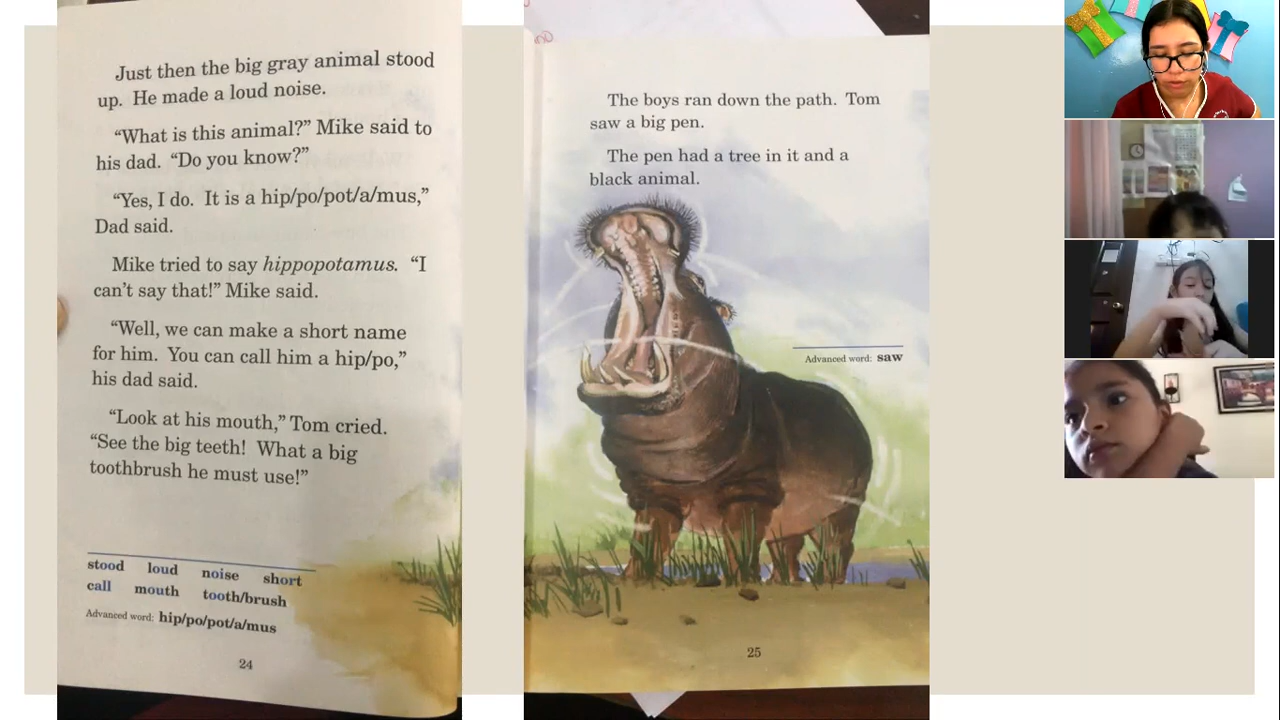 Just then the big gray animal stood
up. He made a loud noise.
“What is this animal?” Mike said to
his dad. “Do you know?”
“Yes, I do. It is a hip/po/pot/a/mus,”
Dad said.
Mike tried to say hippopotamus. “I
can’t say that!” Mike said.
“Well, we can make a short name
for him. You can call him a hip/po,”
his dad said.
“Look at his mouth,” Tom cried.
“See the big teeth! What a big
toothbrush he must use!”
stood loud noise short
call mouth tooth/brush
Advanced word: hip/po/pot/a/mus
24
The boys ran down the path. Tom
saw a big pen.
The pen had a tree in it and a
black animal.
Advanced word: saw
25